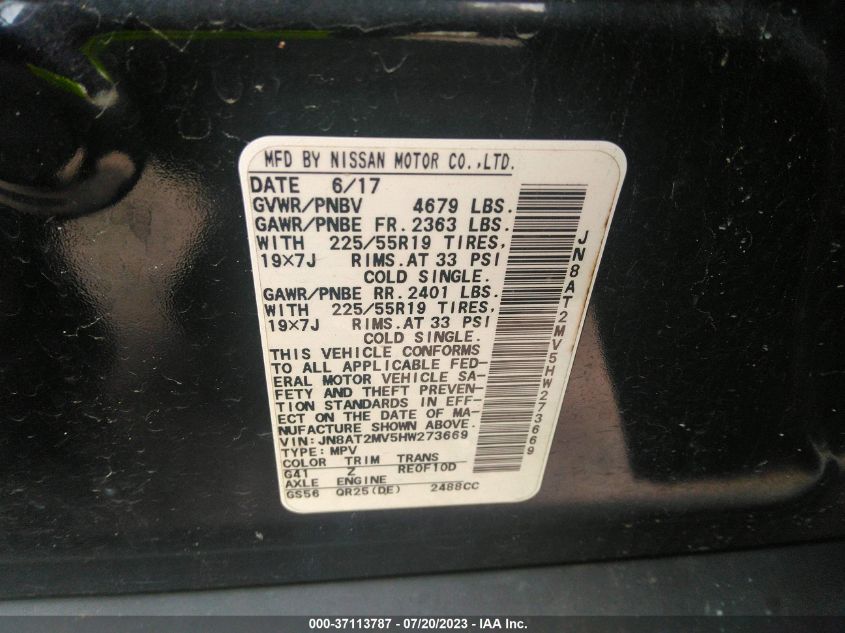 MFD BY NISSAN MOTOR CO.,LTD.
DATE 6/17
GVWR/PNBV 4679 LBS.
GAWR/PNBE FR. 2363 LBS.
WITH 225/55R19 TIRES,
19×7J RIMS.AT 33 PSI
COLD SINGLE.
GAWR/PNBE RR. 2401 LBS.
WITH 225/55R19 TIRES,
19×7J RIMS.AT 33 PSI
COLD SINGLE.
THIS VEHICLE CONFORMS
TO ALL APPLICABLE FED-
ERAL MOTOR VEHICLE SA-
FETY AND THEFT PREVEN-
TION STANDARDS IN EFF-
ECT ON THE DATE OF MA-
NUFACTURE SHOWN ABOVE.
VIN:JN8AT2MV5HW273669
TYPE:MPV
COLOR TRIM TRANS
G41 Z RE0F10D
AXLE ENGINE
GS56 QR25(DE) 2488CC
JN8AT2MV5HW273669
000-37113787 - 07/20/2023 - IAA Inc.